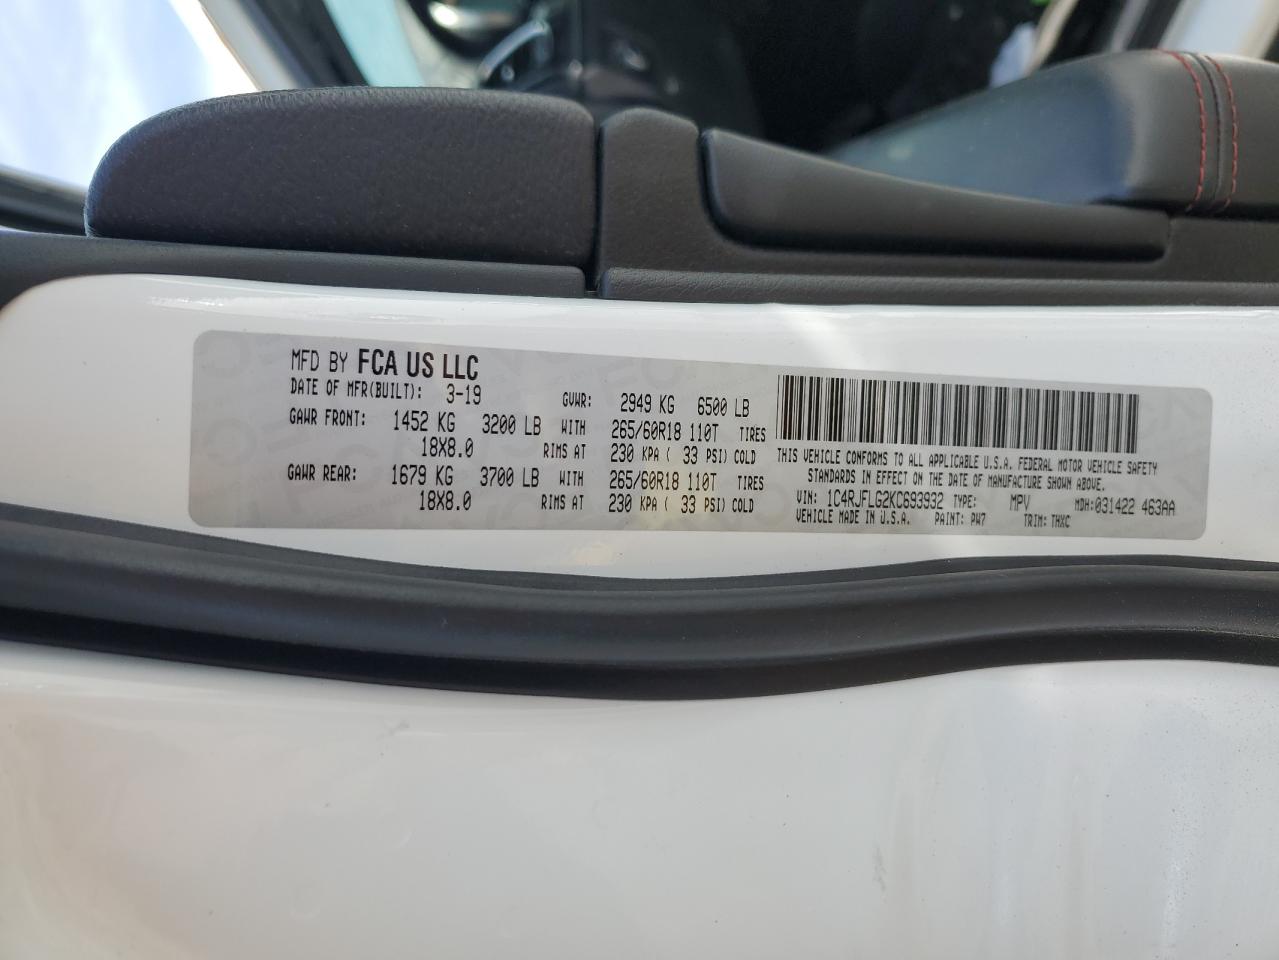 MFD BY FCA US LLC
DATE OF MFR(BUILT): 3-19 GVWR: 2949 KG 6500 LB
GAWR FRONT: 1452 KG 3200 LB WITH 265/60R18 110T TIRES
18X8.0 RIMS AT 230 KPA ( 33 PSI) COLD
GAWR REAR: 1679 KG 3700 LB WITH 265/60R18 110T TIRES
18X8.0 RIMS AT 230 KPA ( 33 PSI) COLD
THIS VEHICLE CONFORMS TO ALL APPLICABLE U.S.A. FEDERAL MOTOR VEHICLE SAFETY
STANDARDS IN EFFECT ON THE DATE OF MANUFACTURE SHOWN ABOVE.
VIN: 1C4RJFLG2KC693932 TYPE: MPV MDH:031422 463AA
VEHICLE MADE IN U.S.A. PAINT: PW7 TRIM: THXC